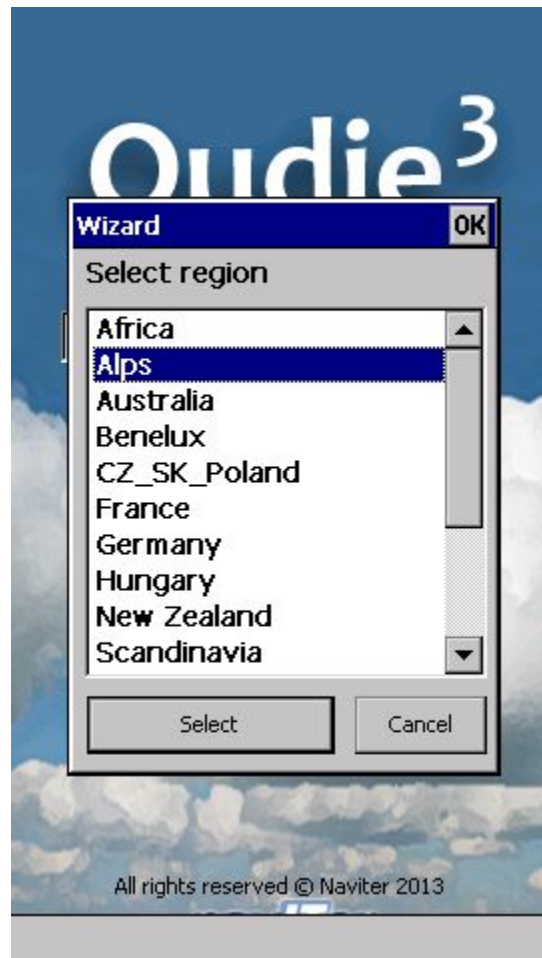 Oudie3
Wizard
OK
Select region
Africa
Alps
Australia
Benelux
CZ_SK_Poland
France
Germany
Hungary
New Zealand
Scandinavia
Select
Cancel
All rights reserved © Naviter 2013